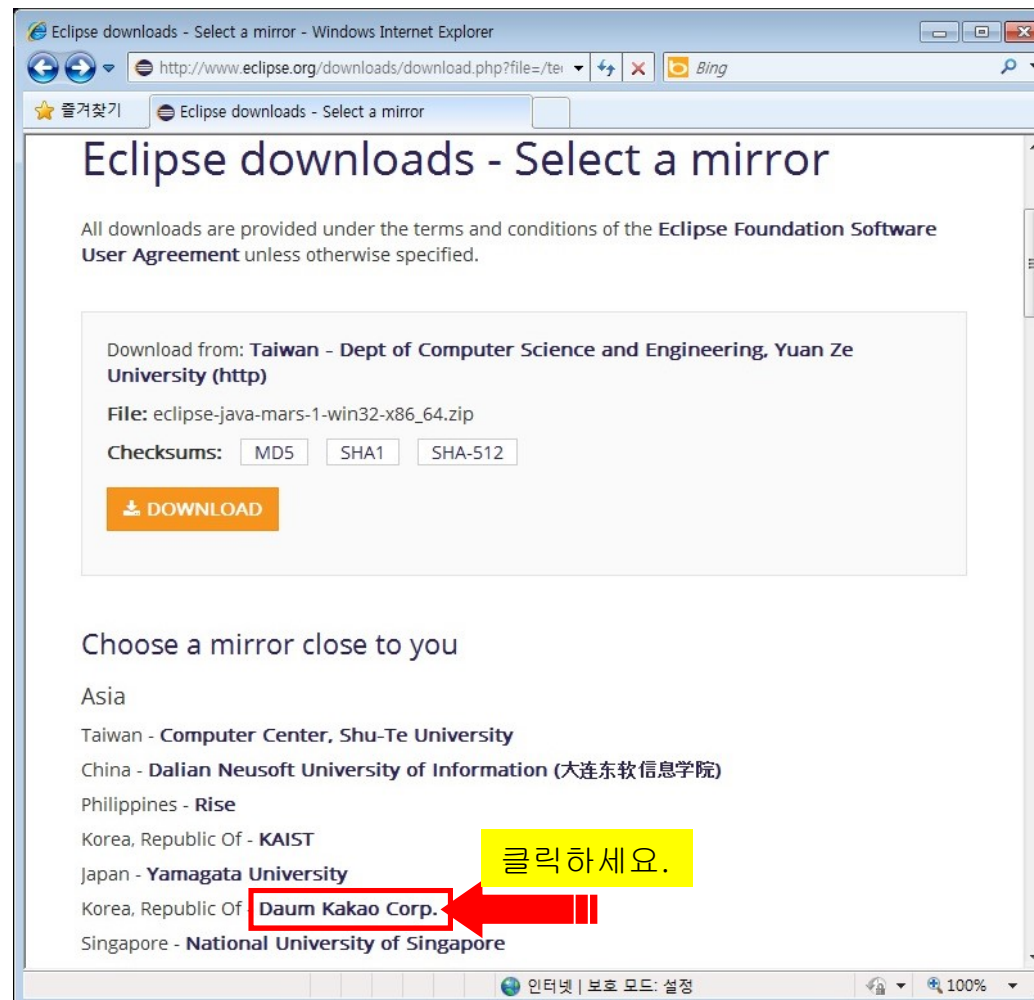 Eclipse downloads - Select a mirror - Windows Internet Explorer
http://www.eclipse.org/downloads/download.php?file=/te
Bing
즐겨찾기
Eclipse downloads - Select a mirror
Eclipse downloads - Select a mirror
All downloads are provided under the terms and conditions of the Eclipse Foundation Software
User Agreement unless otherwise specified.
Download from: Taiwan - Dept of Computer Science and Engineering, Yuan Ze
University (http)
File: eclipse-java-mars-1-win32-x86_64.zip
Checksums: MD5 SHA1 SHA-512
DOWNLOAD
Choose a mirror close to you
Asia
Taiwan - Computer Center, Shu-Te University
China - Dalian Neusoft University of Information (大连东软信息学院)
Philippines - Rise
Korea, Republic Of - KAIST
클릭하세요.
Japan - Yamagata University
Korea, Republic Of - Daum Kakao Corp.
Singapore - National University of Singapore
인터넷 | 보호 모드: 설정
100%